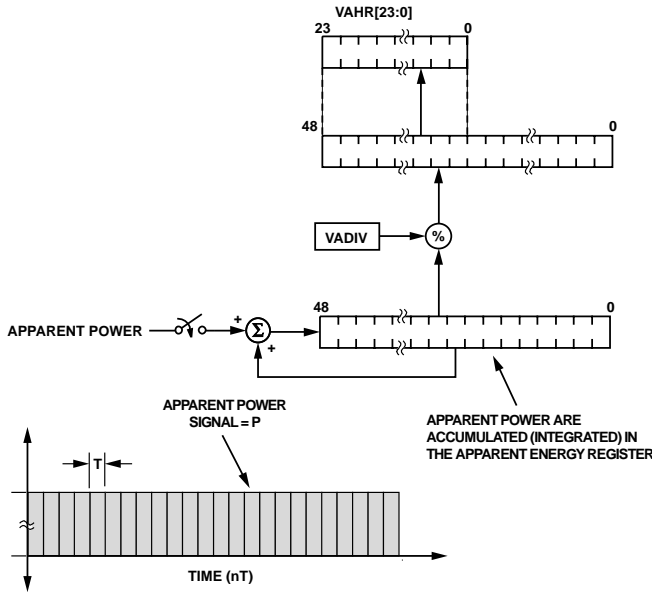 VAHR[23:0]
23 0
48 0
VADIV
%
48 0
APPARENT POWER
+
Σ
+
APPARENT POWER
SIGNAL = P
APPARENT POWER ARE
ACCUMULATED (INTEGRATED) IN
THE APPARENT ENERGY REGISTER
T
TIME (nT)